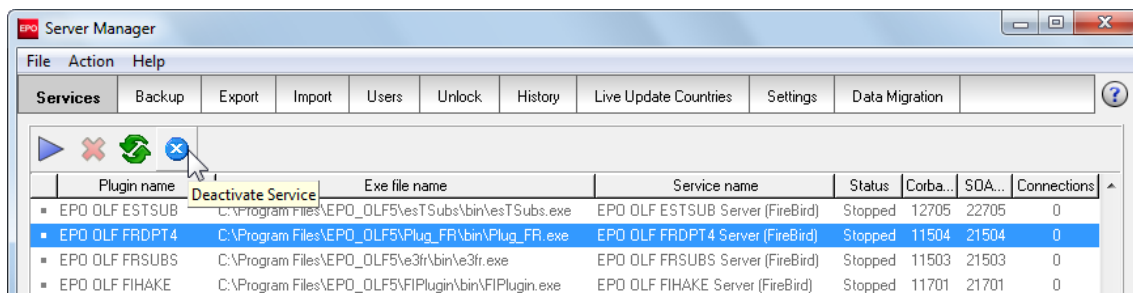 EPO Server Manager
File Action Help
Services Backup Export Import Users Unlock History Live Update Countries Settings Data Migration ?
Deactivate Service
Plugin name Exe file name Service name Status Corba... SOA... Connections
EPO OLF ESTSUB C:\Program Files\EPO_OLF5\esTSubs\bin\esTSubs.exe EPO OLF ESTSUB Server (FireBird) Stopped 12705 22705 0
EPO OLF FRDPT4 C:\Program Files\EPO_OLF5\Plug_FR\bin\Plug_FR.exe EPO OLF FRDPT4 Server (FireBird) Stopped 11504 21504 0
EPO OLF FRSUBS C:\Program Files\EPO_OLF5\e3fr\bin\e3fr.exe EPO OLF FRSUBS Server (FireBird) Stopped 11503 21503 0
EPO OLF FIHAKE C:\Program Files\EPO_OLF5\FIPlugin\bin\FIPlugin.exe EPO OLF FIHAKE Server (FireBird) Stopped 11701 21701 0